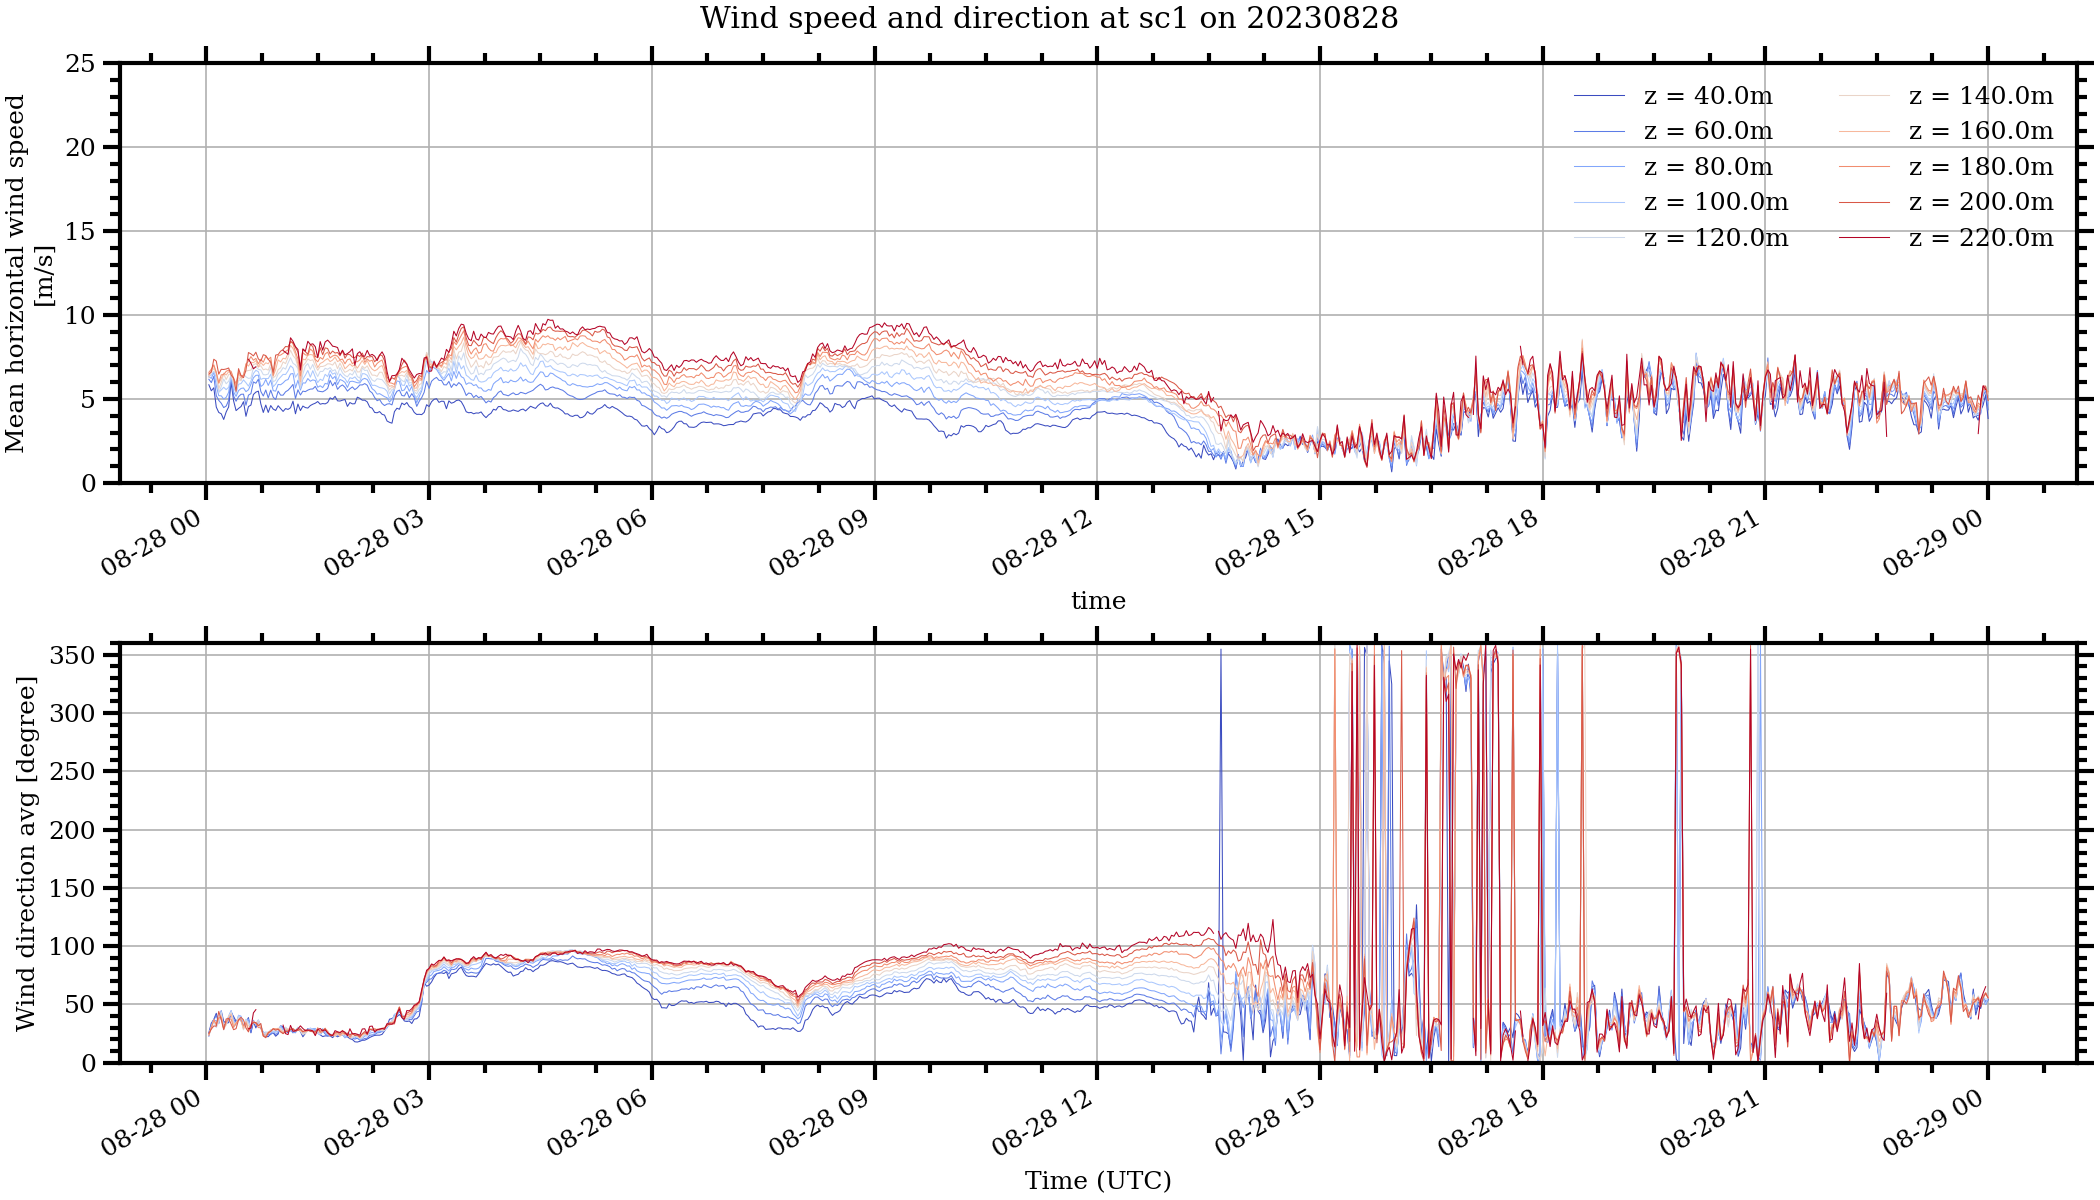 Wind speed and direction at sc1 on 20230828
Mean horizontal wind speed
[m/s]
25
20
15
10
5
0
z = 40.0m
z = 60.0m
z = 80.0m
z = 100.0m
z = 120.0m
z = 140.0m
z = 160.0m
z = 180.0m
z = 200.0m
z = 220.0m
08-28 00
08-28 03
08-28 06
08-28 09
08-28 12
08-28 15
08-28 18
08-28 21
08-29 00
time
Wind direction avg [degree]
350
300
250
200
150
100
50
0
08-28 00
08-28 03
08-28 06
08-28 09
08-28 12
08-28 15
08-28 18
08-28 21
08-29 00
Time (UTC)